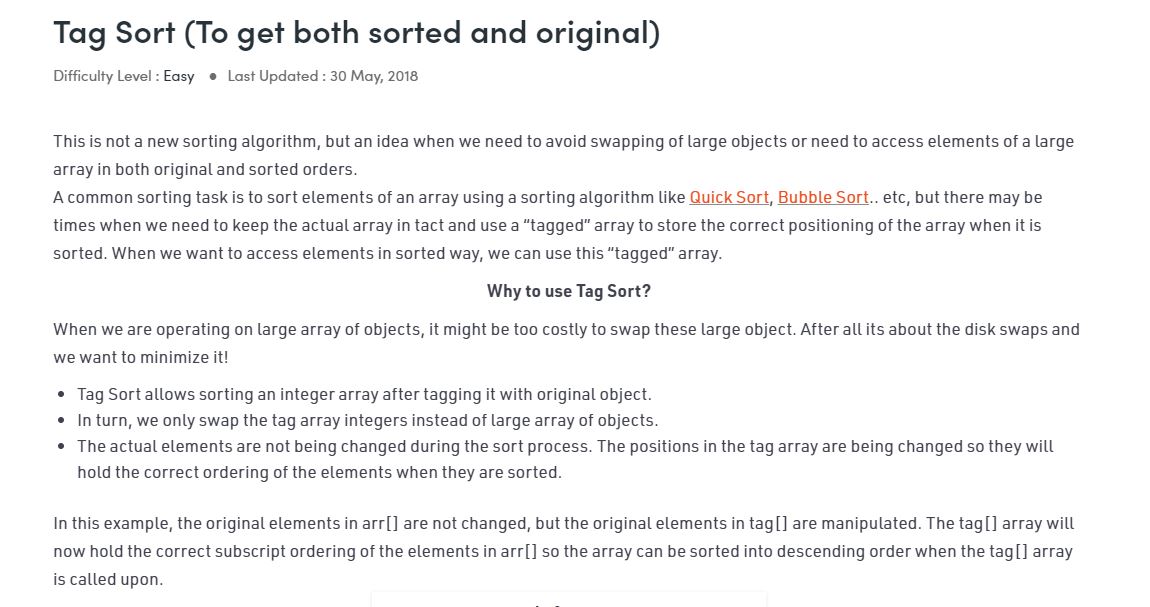 Tag Sort (To get both sorted and original)
Difficulty Level : Easy ● Last Updated : 30 May, 2018
This is not a new sorting algorithm, but an idea when we need to avoid swapping of large objects or need to access elements of a large
array in both original and sorted orders.
A common sorting task is to sort elements of an array using a sorting algorithm like Quick Sort, Bubble Sort.. etc, but there may be
times when we need to keep the actual array in tact and use a “tagged” array to store the correct positioning of the array when it is
sorted. When we want to access elements in sorted way, we can use this “tagged” array.
Why to use Tag Sort?
When we are operating on large array of objects, it might be too costly to swap these large object. After all its about the disk swaps and
we want to minimize it!
• Tag Sort allows sorting an integer array after tagging it with original object.
• In turn, we only swap the tag array integers instead of large array of objects.
• The actual elements are not being changed during the sort process. The positions in the tag array are being changed so they will
hold the correct ordering of the elements when they are sorted.
In this example, the original elements in arr[] are not changed, but the original elements in tag[] are manipulated. The tag[] array will
now hold the correct subscript ordering of the elements in arr[] so the array can be sorted into descending order when the tag[] array
is called upon.